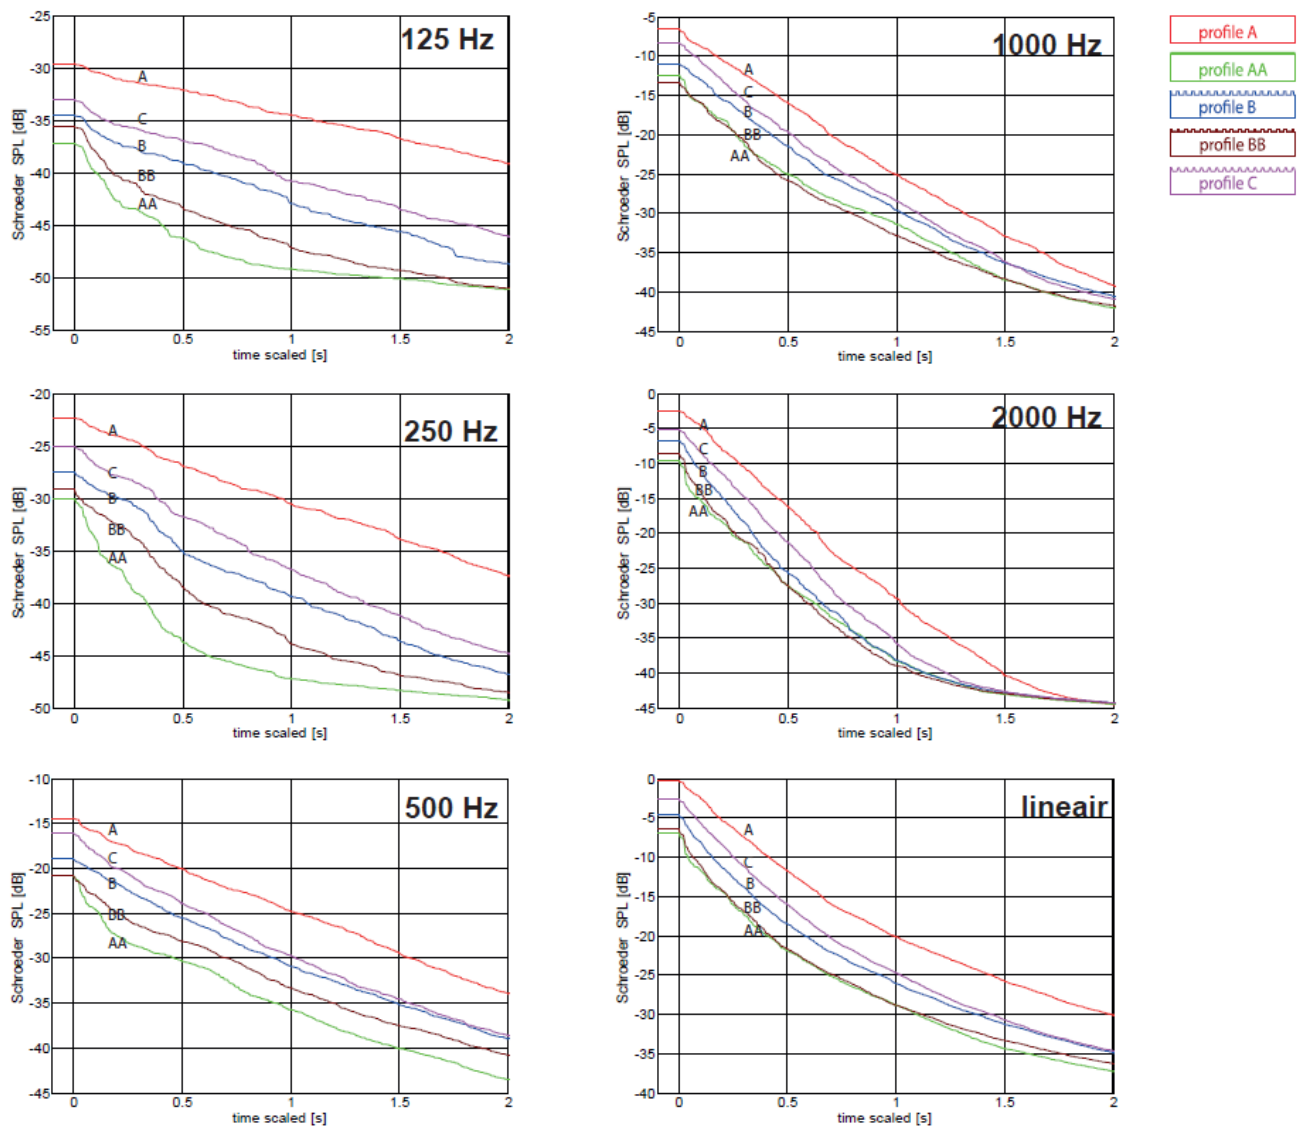 125 Hz
-25
-30
-35
-40
-45
-50
-55
Schroeder SPL [dB]
A
C
B
BB
AA
0
0.5
1
1.5
2
time scaled [s]
1000 Hz
-5
-10
-15
-20
-25
-30
-35
-40
-45
Schroeder SPL [dB]
A
C
B
BB
AA
0
0.5
1
1.5
2
time scaled [s]
profile A
profile AA
profile B
profile BB
profile C
250 Hz
-20
-25
-30
-35
-40
-45
-50
Schroeder SPL [dB]
A
C
B
BB
AA
0
0.5
1
1.5
2
time scaled [s]
2000 Hz
0
-5
-10
-15
-20
-25
-30
-35
-40
-45
Schroeder SPL [dB]
A
C
B
BB
AA
0
0.5
1
1.5
2
time scaled [s]
500 Hz
-10
-15
-20
-25
-30
-35
-40
-45
Schroeder SPL [dB]
A
C
B
BB
AA
0
0.5
1
1.5
2
time scaled [s]
lineair
0
-5
-10
-15
-20
-25
-30
-35
-40
Schroeder SPL [dB]
A
C
B
BB
AA
0
0.5
1
1.5
2
time scaled [s]